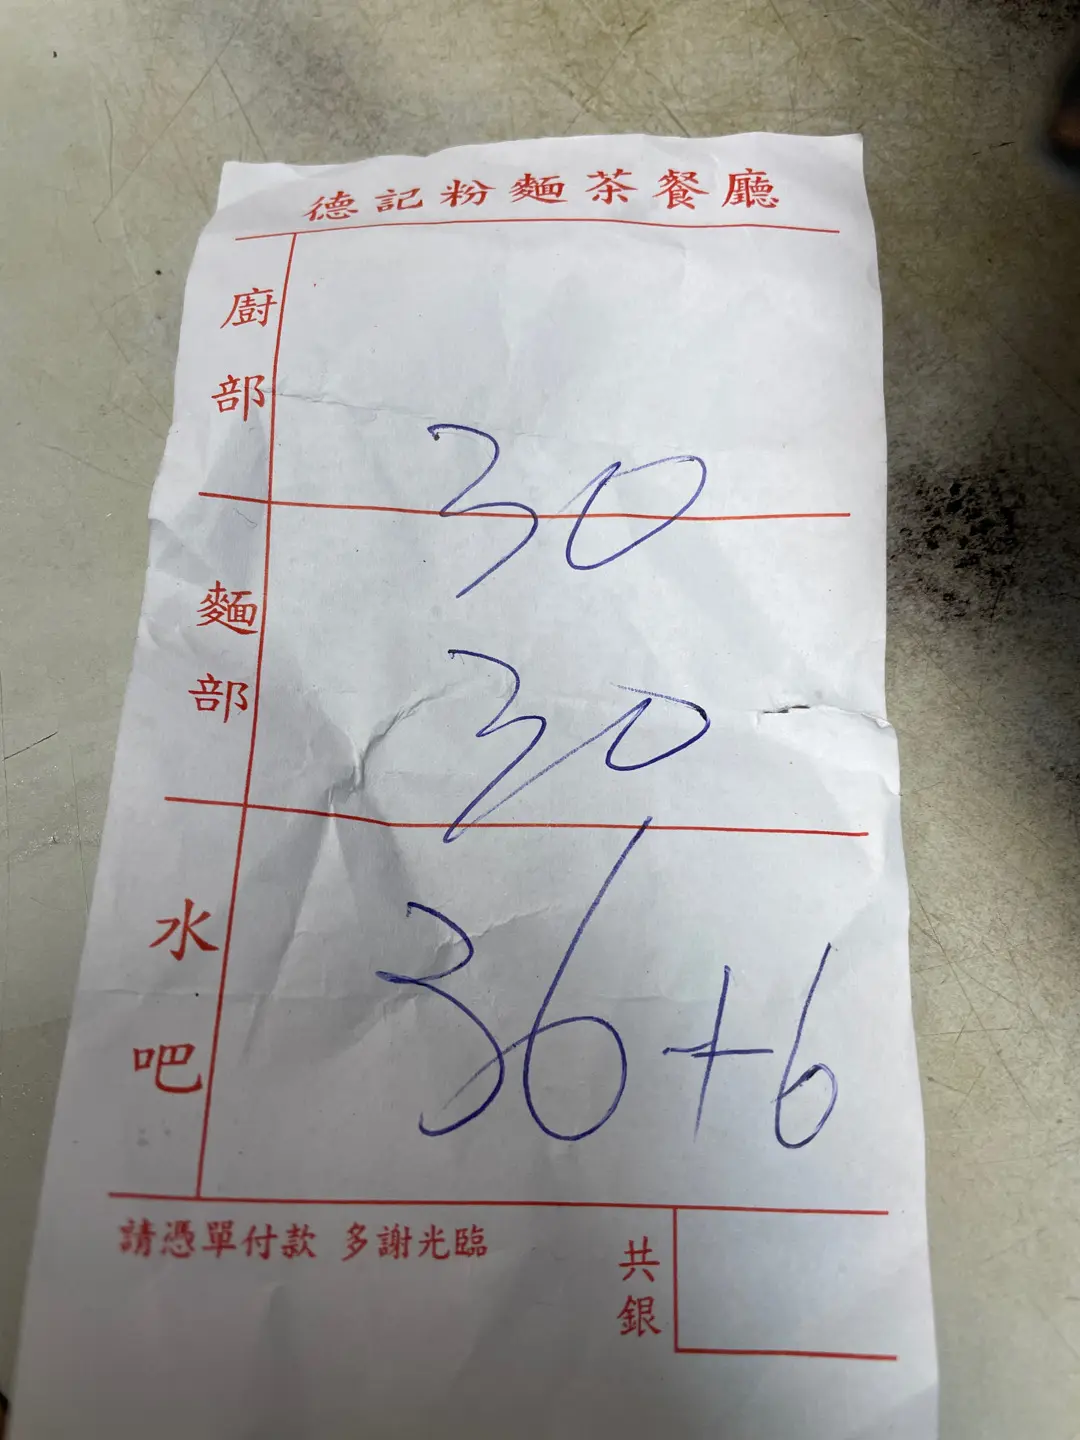 德記粉麵茶餐廳
廚部
30
麵部
30
水吧
36+6
請憑單付款 多謝光臨
共銀